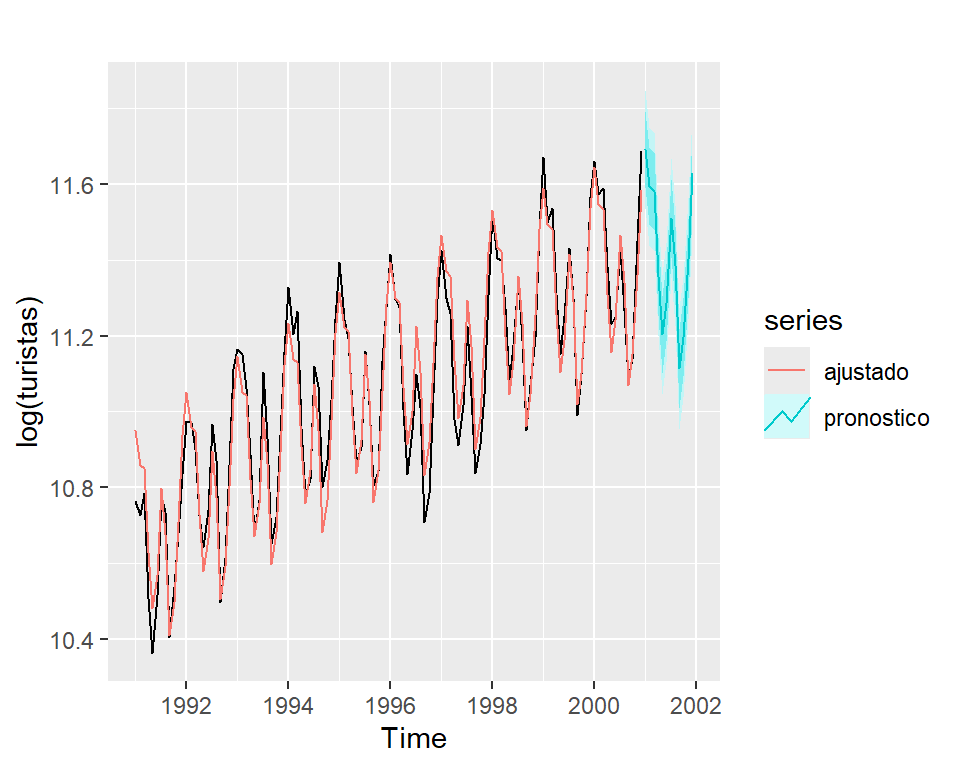 log(turistas)
11.6
11.2
10.8
10.4
1992 1994 1996 1998 2000 2002
Time
series
ajustado
pronostico